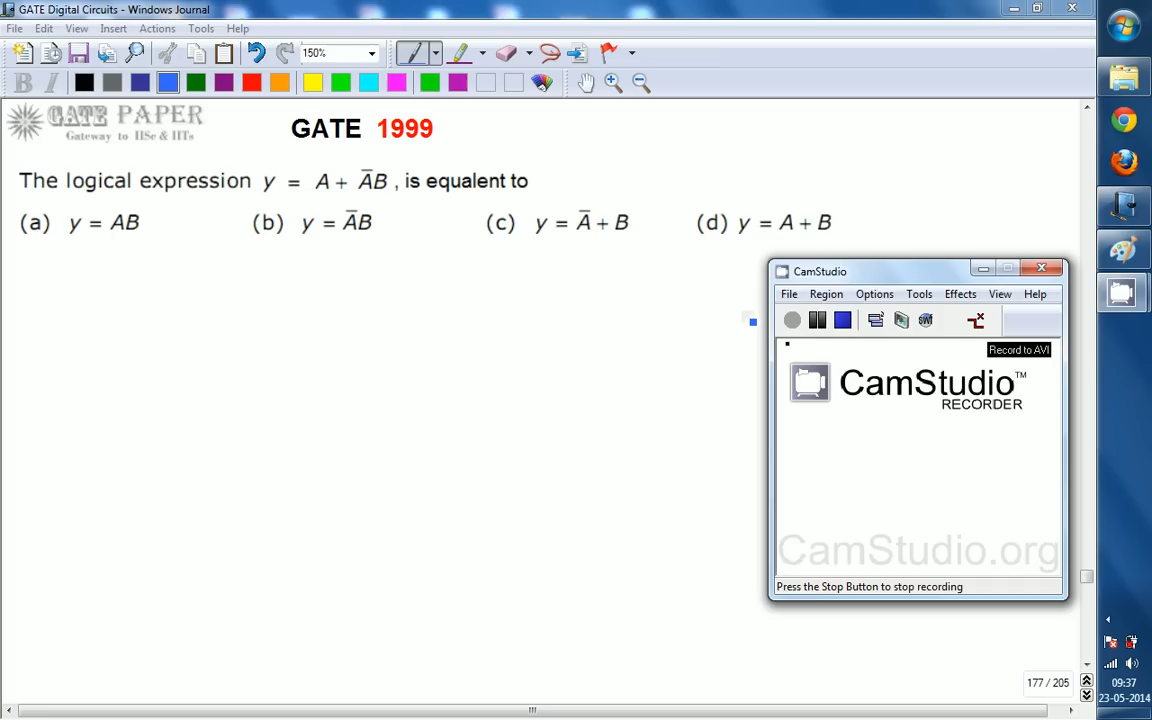 GATE Digital Circuits - Windows Journal
File Edit View Insert Actions Tools Help
150%
B I
GATE PAPER
Gateway to IISc & IITs
GATE 1999
The logical expression y = A + A̅B , is equalent to
(a) y = AB (b) y = A̅B (c) y = A̅ + B (d) y = A + B
CamStudio
File Region Options Tools Effects View Help
SWF
Record to AVI
CamStudio™
RECORDER
CamStudio.org
Press the Stop Button to stop recording
177 / 205
09:37
23-05-2014